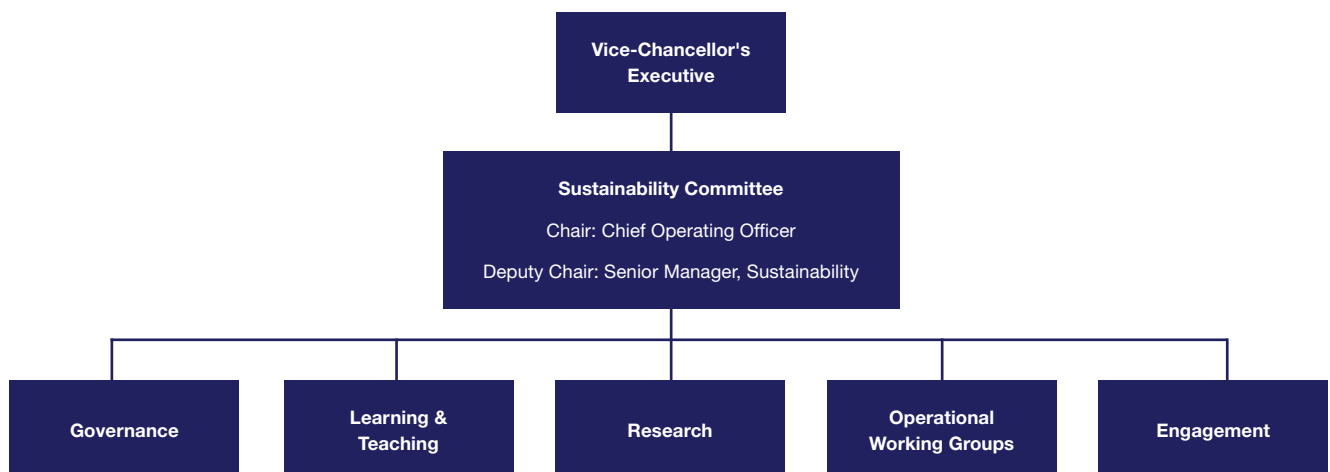 Vice-Chancellor's
Executive
Sustainability Committee
Chair: Chief Operating Officer
Deputy Chair: Senior Manager, Sustainability
Governance
Learning &
Teaching
Research
Operational
Working Groups
Engagement